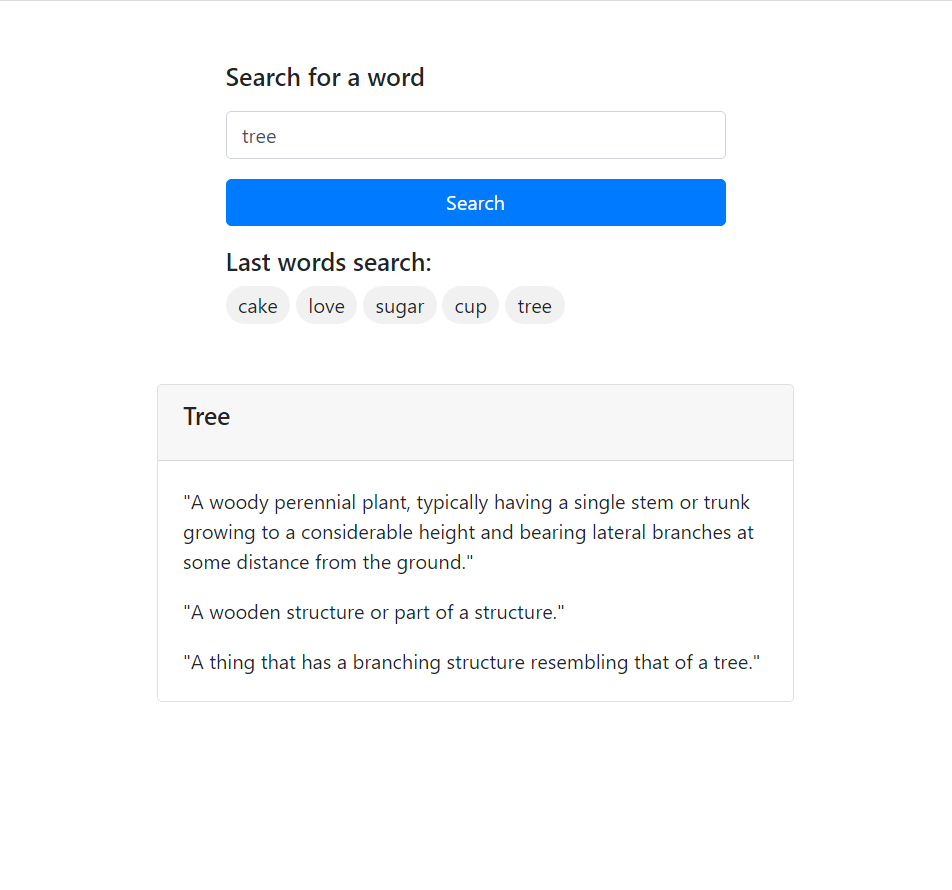 Search for a word
tree
Search
Last words search:
cake love sugar cup tree
Tree
"A woody perennial plant, typically having a single stem or trunk
growing to a considerable height and bearing lateral branches at
some distance from the ground."
"A wooden structure or part of a structure."
"A thing that has a branching structure resembling that of a tree."